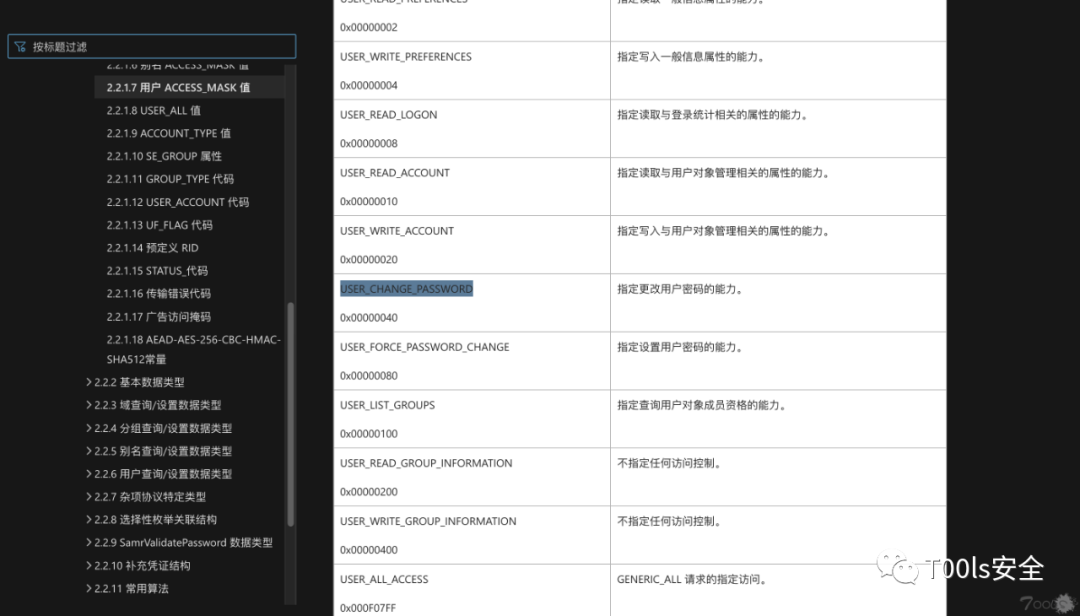 按标题过滤
2.2.1.6 别名 ACCESS_MASK 值
2.2.1.7 用户 ACCESS_MASK 值
2.2.1.8 USER_ALL 值
2.2.1.9 ACCOUNT_TYPE 值
2.2.1.10 SE_GROUP 属性
2.2.1.11 GROUP_TYPE 代码
2.2.1.12 USER_ACCOUNT 代码
2.2.1.13 UF_FLAG 代码
2.2.1.14 预定义 RID
2.2.1.15 STATUS_代码
2.2.1.16 传输错误代码
2.2.1.17 广告访问掩码
2.2.1.18 AEAD-AES-256-CBC-HMAC-
SHA512常量
2.2.2 基本数据类型
2.2.3 域查询/设置数据类型
2.2.4 分组查询/设置数据类型
2.2.5 别名查询/设置数据类型
2.2.6 用户查询/设置数据类型
2.2.7 杂项协议特定类型
2.2.8 选择性枚举关联结构
2.2.9 SamrValidatePassword 数据类型
2.2.10 补充凭证结构
2.2.11 常用算法
USER_READ_PREFERENCES
指定读取一般信息属性的能力。
0x00000002
USER_WRITE_PREFERENCES
指定写入一般信息属性的能力。
0x00000004
USER_READ_LOGON
指定读取与登录统计相关的属性的能力。
0x00000008
USER_READ_ACCOUNT
指定读取与用户对象管理相关的属性的能力。
0x00000010
USER_WRITE_ACCOUNT
指定写入与用户对象管理相关的属性的能力。
0x00000020
USER_CHANGE_PASSWORD
指定更改用户密码的能力。
0x00000040
USER_FORCE_PASSWORD_CHANGE
指定设置用户密码的能力。
0x00000080
USER_LIST_GROUPS
指定查询用户对象成员资格的能力。
0x00000100
USER_READ_GROUP_INFORMATION
不指定任何访问控制。
0x00000200
USER_WRITE_GROUP_INFORMATION
不指定任何访问控制。
0x00000400
USER_ALL_ACCESS
GENERIC_ALL 请求的指定访问。
0x000F07FF
T00ls安全